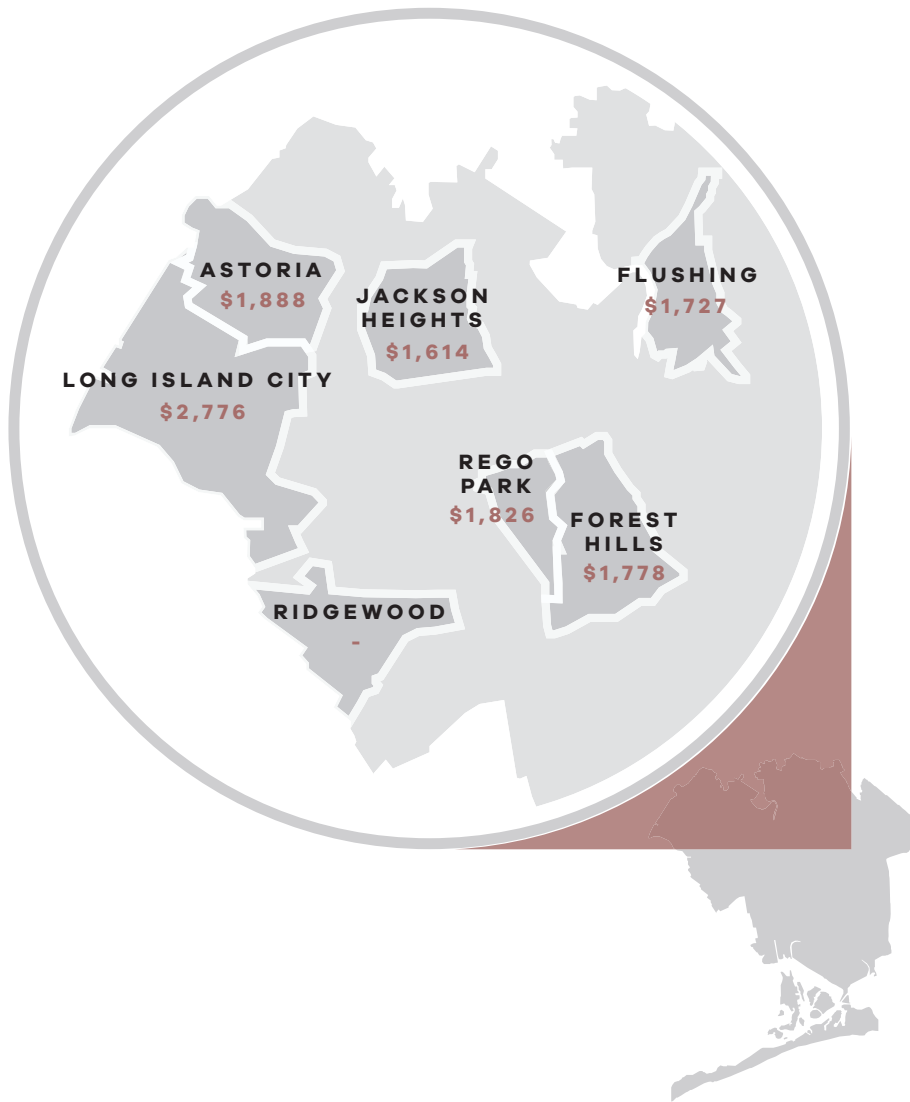 ASTORIA
$1,888
FLUSHING
$1,727
JACKSON
HEIGHTS
$1,614
LONG ISLAND CITY
$2,776
REGO
PARK
$1,826
FOREST
HILLS
$1,778
RIDGEWOOD
-